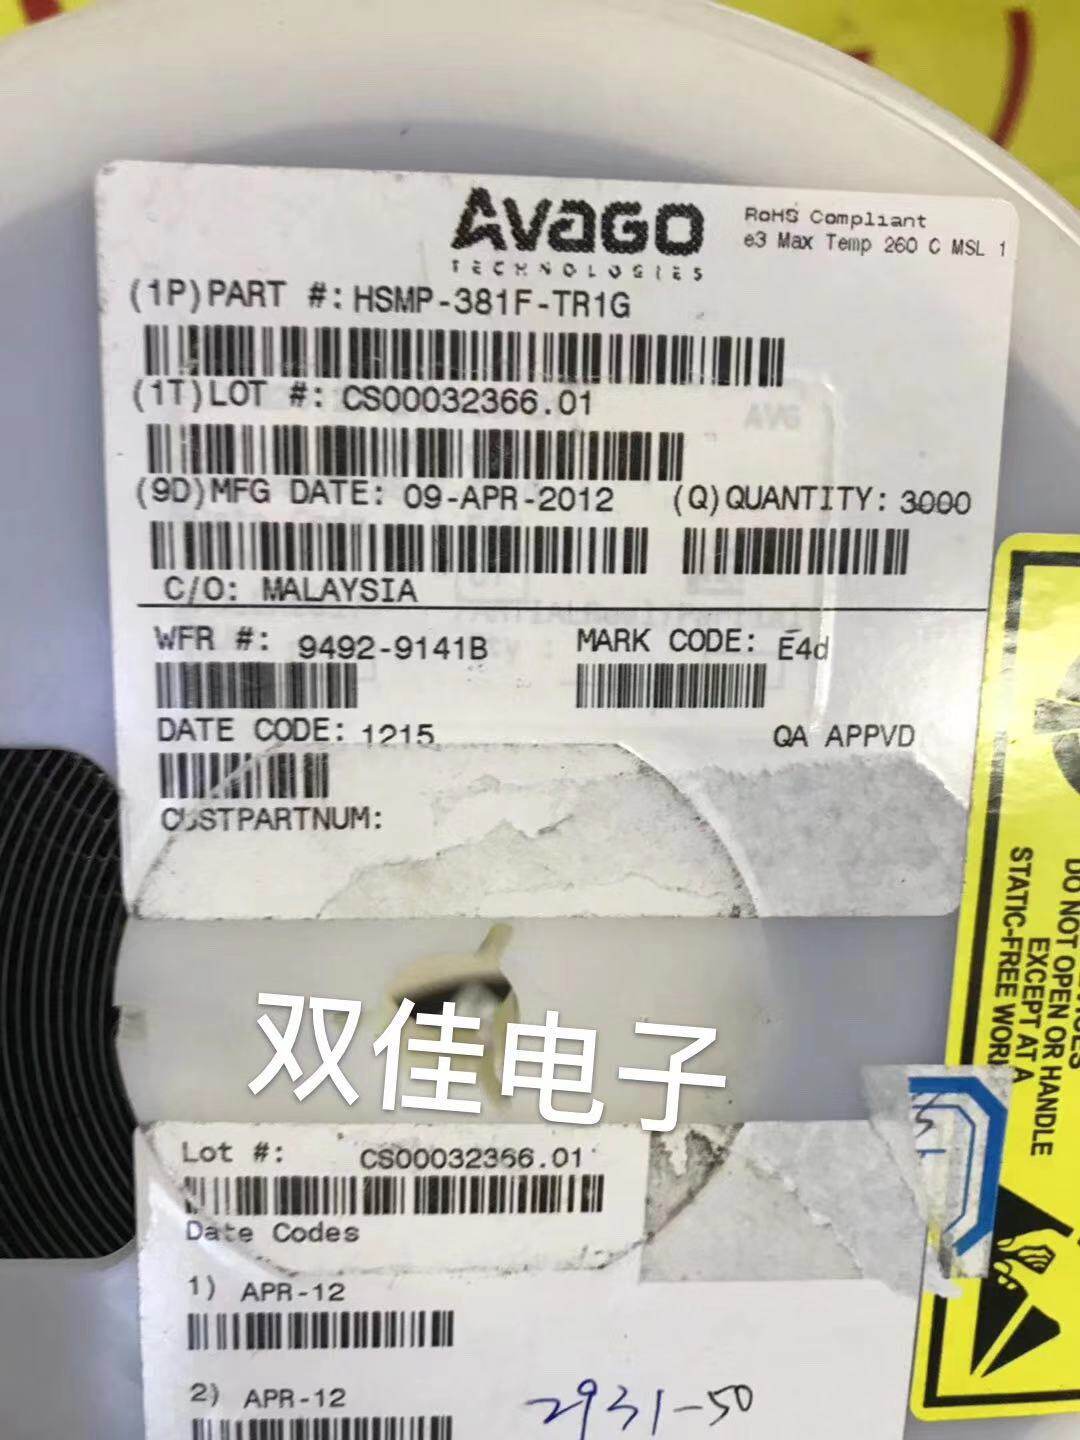 AVAGO
TECHNOLOGIES
RoHS Compliant
e3 Max Temp 260 C MSL 1
(1P)PART #: HSMP-381F-TR1G
(1T)LOT #: CS00032366.01
AVG
(9D)MFG DATE: 09-APR-2012 (Q)QUANTITY: 3000
C/O: MALAYSIA
WFR #: 9492-9141B MARK CODE: E4d
DATE CODE: 1215 QA APPVD
CUSTPARTNUM:
双佳电子
Lot #: CS00032366.01
Date Codes
1) APR-12
2) APR-12
2931-50
DO NOT OPEN OR HANDLE
EXCEPT AT A
STATIC-FREE